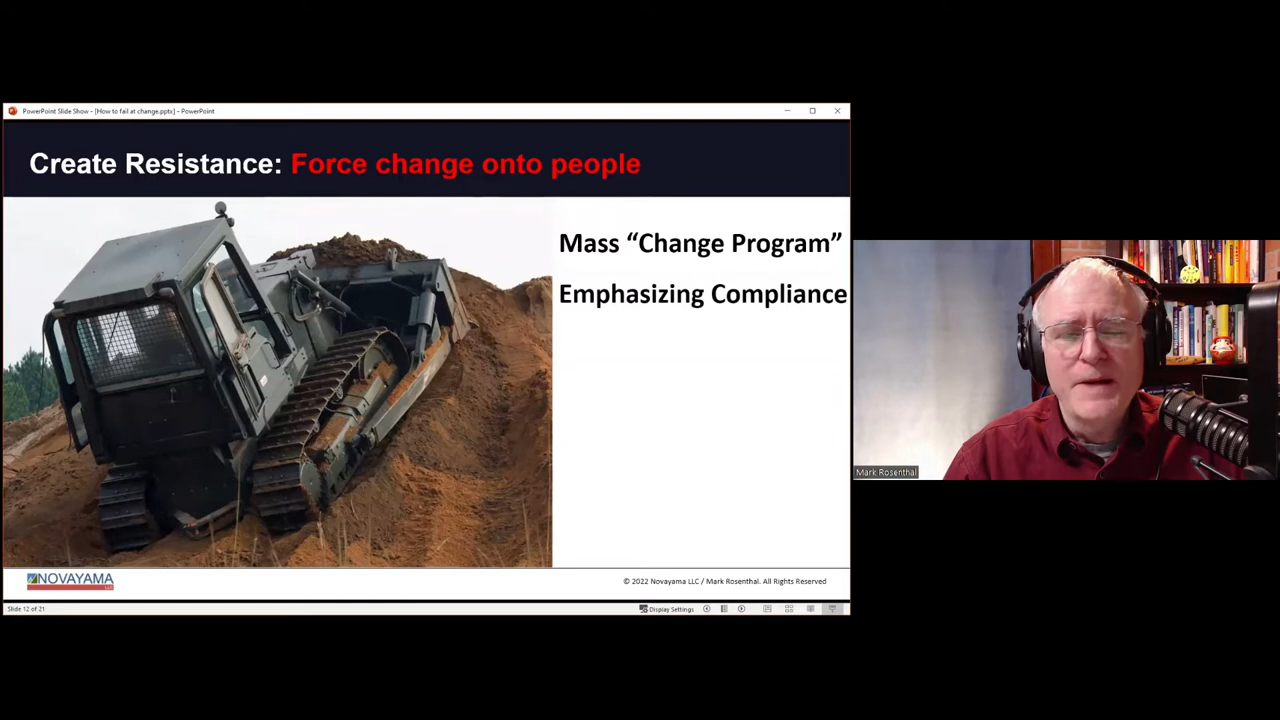 PowerPoint Slide Show - [How to fail at change.pptx] - PowerPoint
Create Resistance: Force change onto people
Mass “Change Program”
Emphasizing Compliance
Mark Rosenthal
NOVAYAMA
LLC
© 2022 Novayama LLC / Mark Rosenthal. All Rights Reserved
Slide 12 of 21
Display Settings